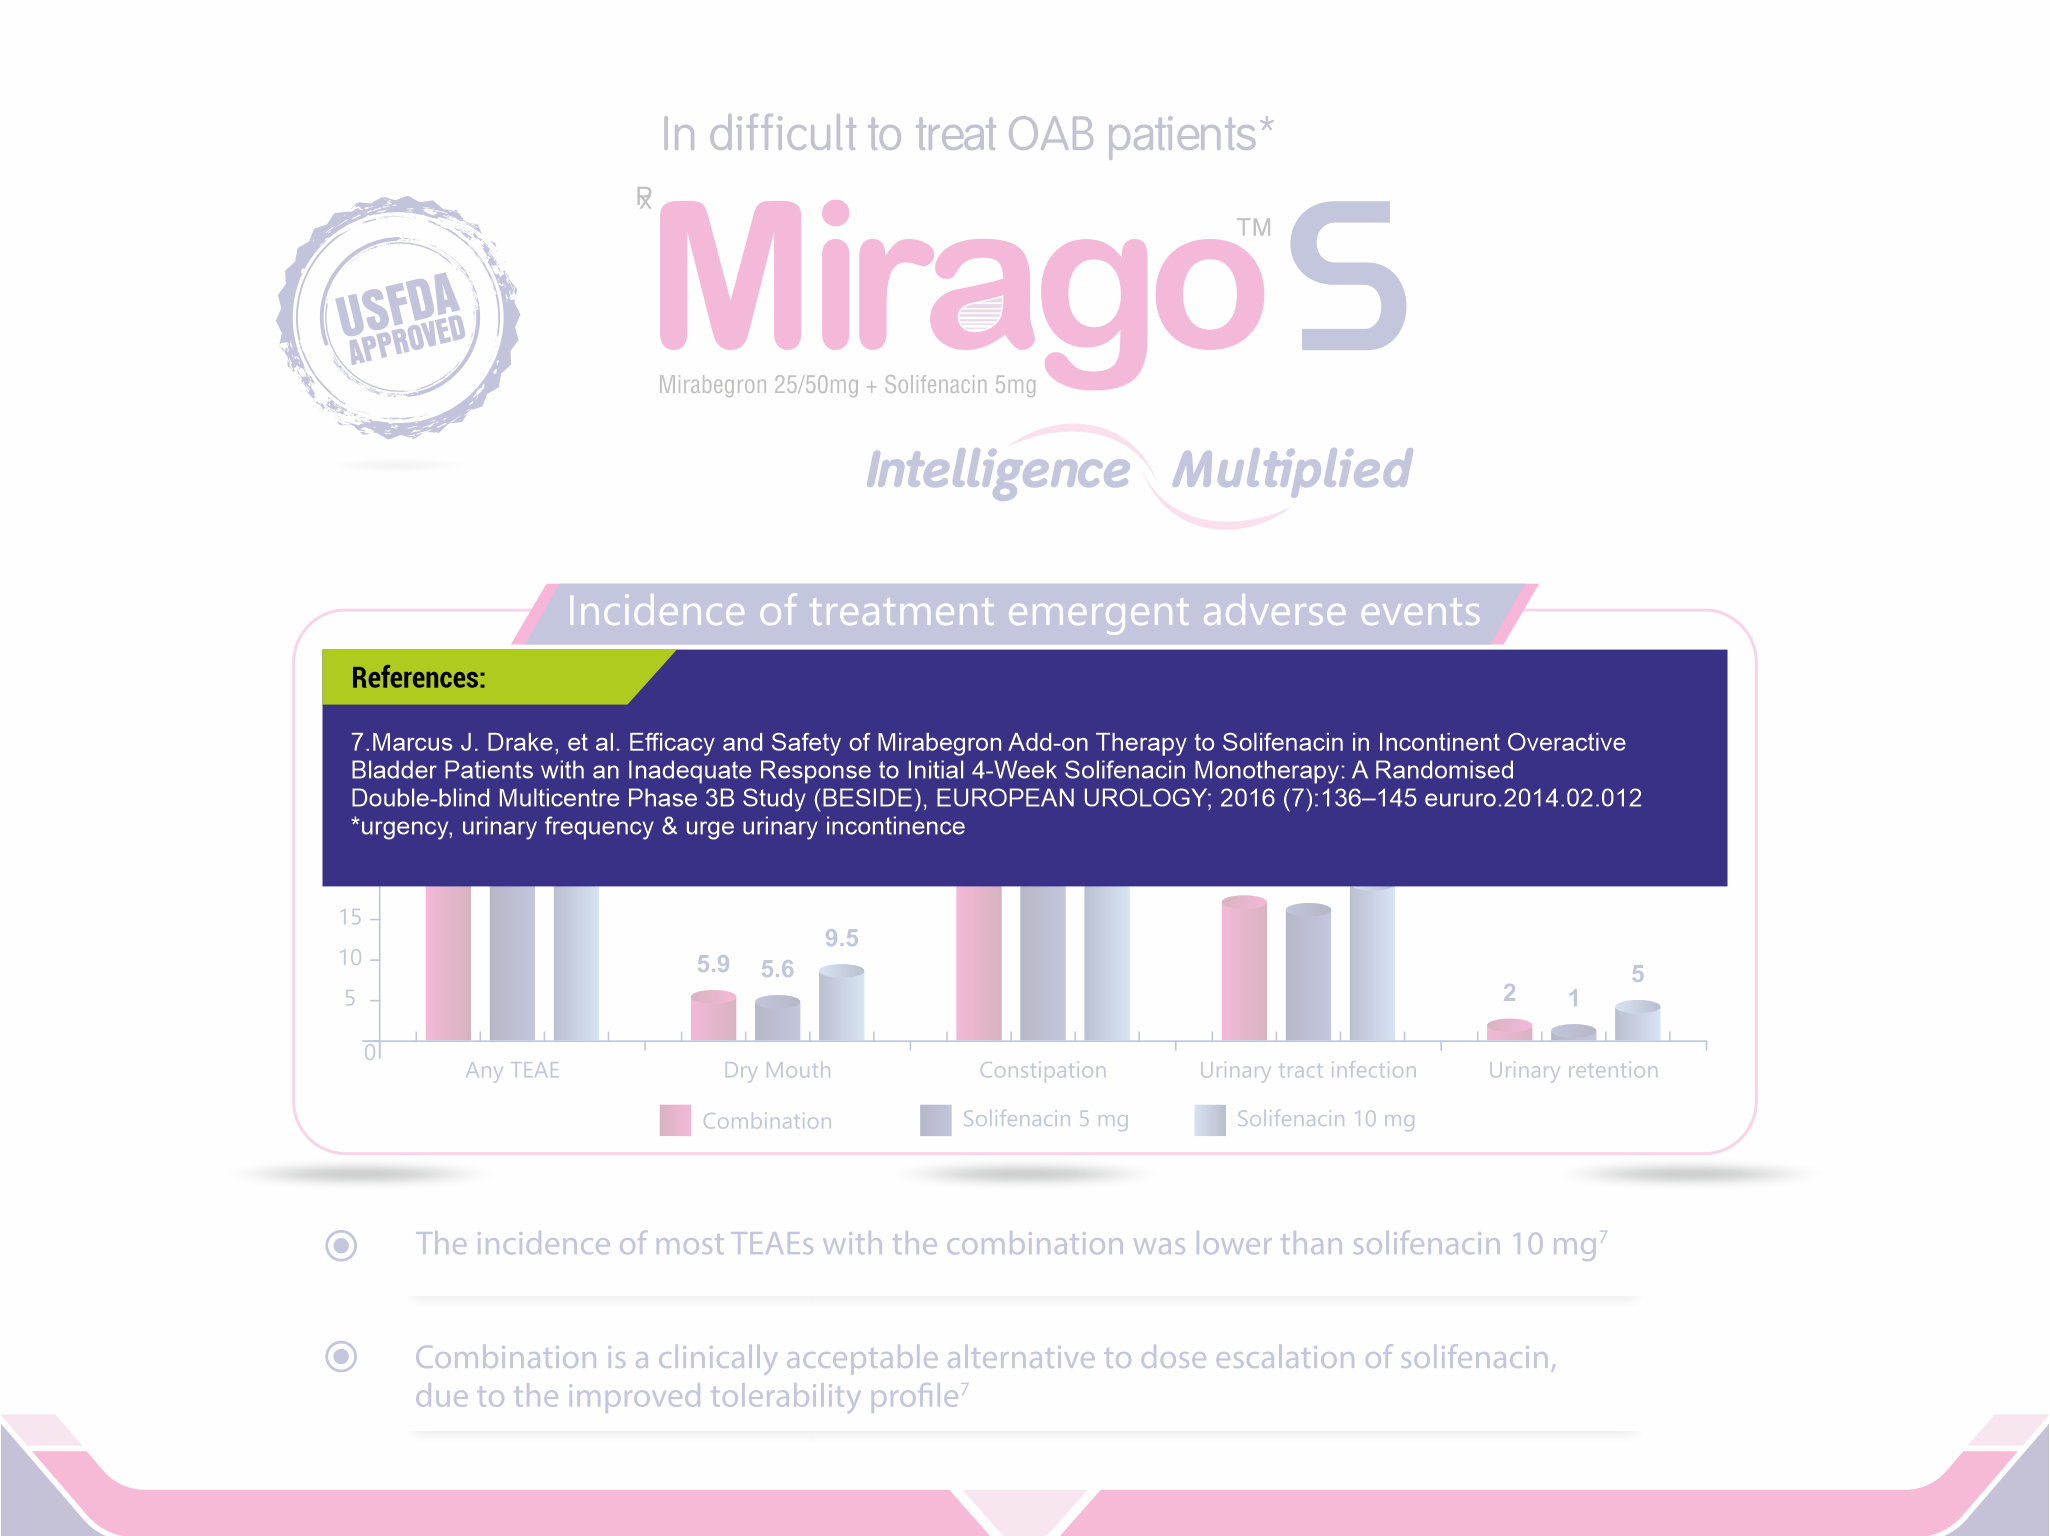 In difficult to treat OAB patients*
℞ Mirago™ S
USFDA
APPROVED
Mirabegron 25/50mg + Solifenacin 5mg
Intelligence Multiplied
Incidence of treatment emergent adverse events
References:
7.Marcus J. Drake, et al. Efficacy and Safety of Mirabegron Add-on Therapy to Solifenacin in Incontinent Overactive
Bladder Patients with an Inadequate Response to Initial 4-Week Solifenacin Monotherapy: A Randomised
Double-blind Multicentre Phase 3B Study (BESIDE), EUROPEAN UROLOGY; 2016 (7):136–145 eururo.2014.02.012
*urgency, urinary frequency & urge urinary incontinence
15
10
5
0
5.9 5.6 9.5
2 1 5
Any TEAE Dry Mouth Constipation Urinary tract infection Urinary retention
Combination Solifenacin 5 mg Solifenacin 10 mg
The incidence of most TEAEs with the combination was lower than solifenacin 10 mg⁷
Combination is a clinically acceptable alternative to dose escalation of solifenacin,
due to the improved tolerability profile⁷